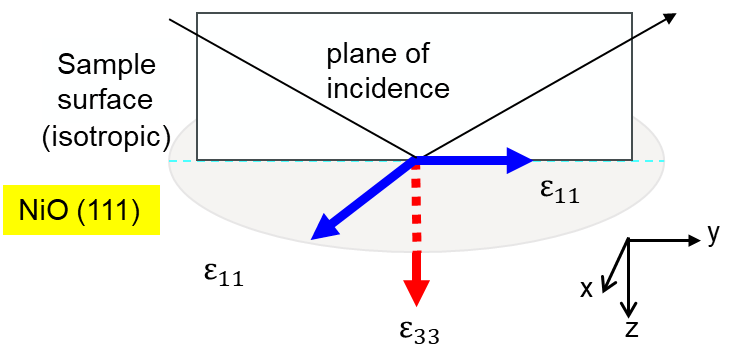 plane of
incidence
Sample
surface
(isotropic)
NiO (111)
ε₁₁
ε₁₁
ε₃₃
y
x
z